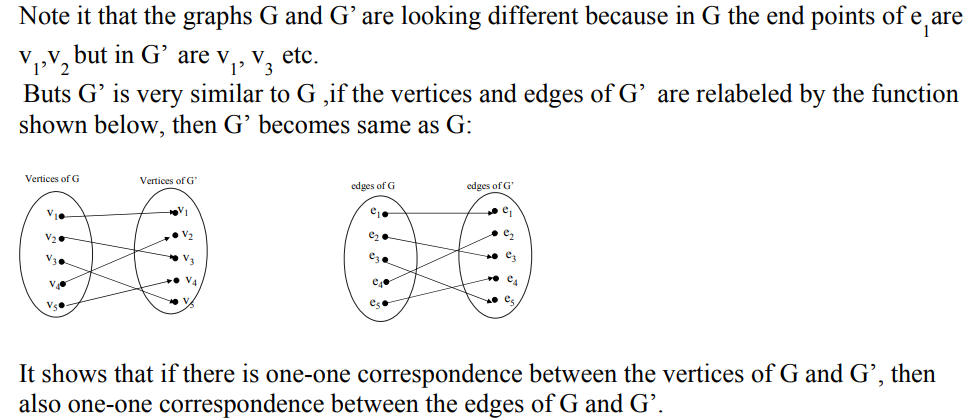 Note it that the graphs G and G’ are looking different because in G the end points of e₁are
v₁,v₂ but in G’ are v₁, v₃ etc.
Buts G’ is very similar to G ,if the vertices and edges of G’ are relabeled by the function
shown below, then G’ becomes same as G:
Vertices of G
Vertices of G’
edges of G
edges of G’
v₁
v₂
v₃
v₄
v₅
v₁
v₂
v₃
v₄
v₅
e₁
e₂
e₃
e₄
e₅
e₁
e₂
e₃
e₄
e₅
It shows that if there is one-one correspondence between the vertices of G and G’, then
also one-one correspondence between the edges of G and G’.